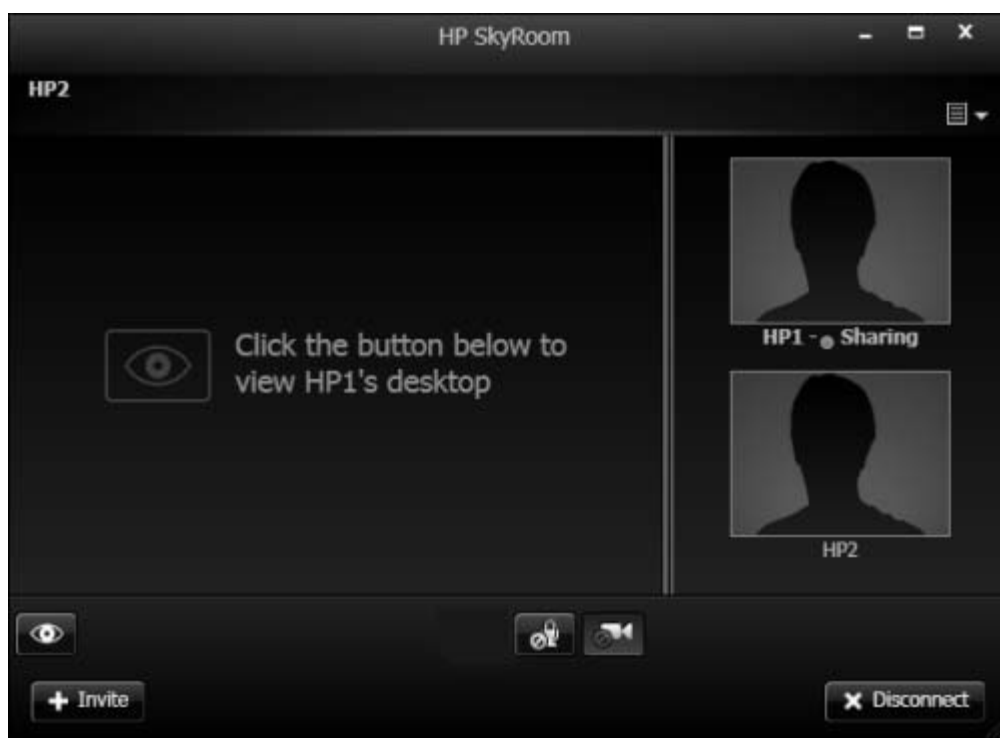 HP SkyRoom
HP2
Click the button below to
view HP1's desktop
HP1 - Sharing
HP2
Invite
Disconnect